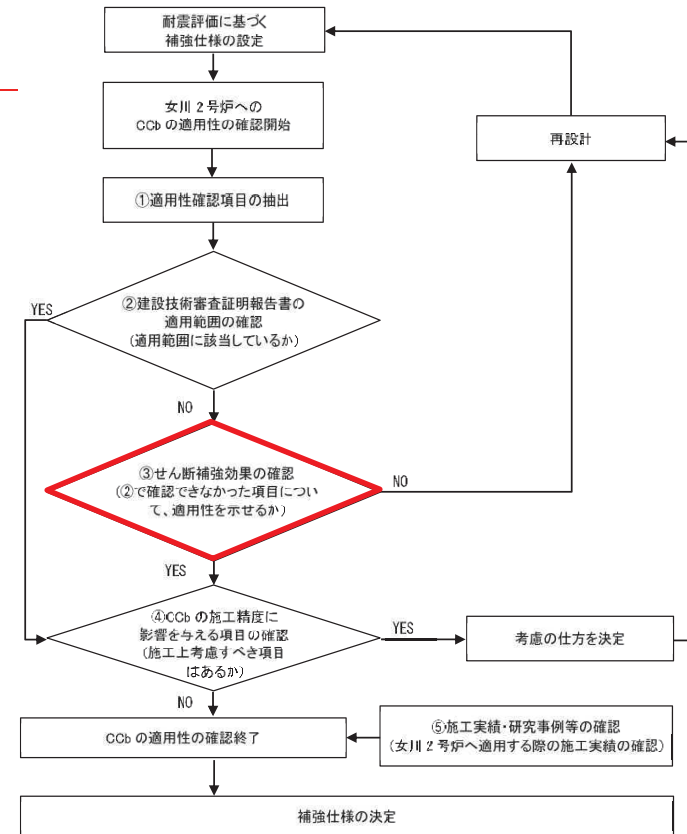 耐震評価に基づく
補強仕様の設定
女川2号炉への
CCbの適用性の確認開始
再設計
①適用性確認項目の抽出
YES
②建設技術審査証明報告書の
適用範囲の確認
(適用範囲に該当しているか)
NO
③せん断補強効果の確認
(②で確認できなかった項目につい
て、適用性を示せるか)
NO
YES
④CCbの施工精度に
影響を与える項目の確認
(施工上考慮すべき項目
はあるか)
YES
考慮の仕方を決定
NO
CCbの適用性の確認終了
⑤施工実績・研究事例等の確認
(女川2号炉へ適用する際の施工実績の確認)
補強仕様の決定